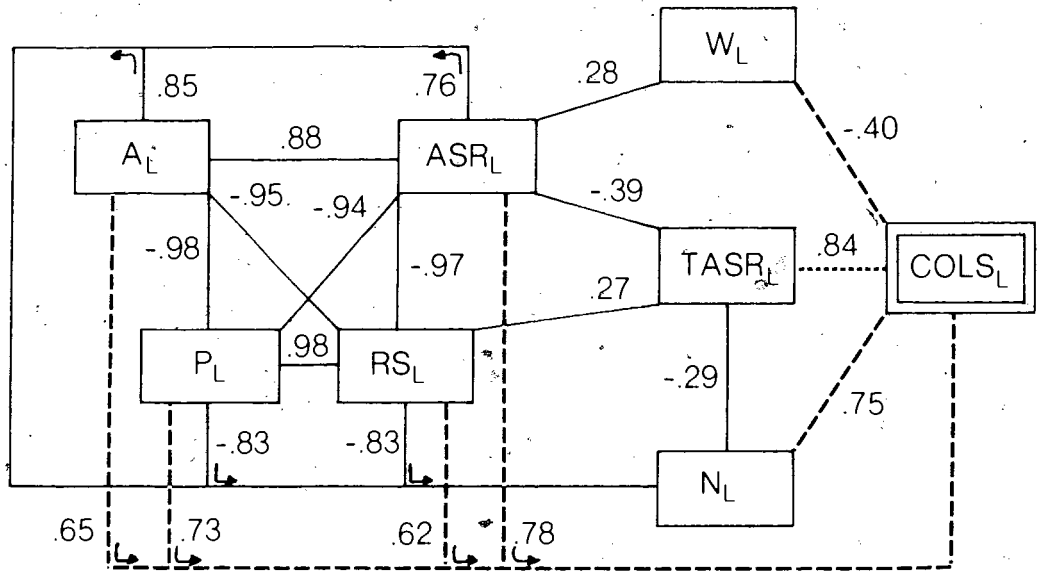 W_L
.85
.76
.28
-.40
A_L
.88
ASR_L
-.95
-.94
-.39
-.98
-.97
TASR_L
.84
COLS_L
.27
P_L
.98
RS_L
-.29
.75
-.83
-.83
N_L
.65
.73
.62
.78